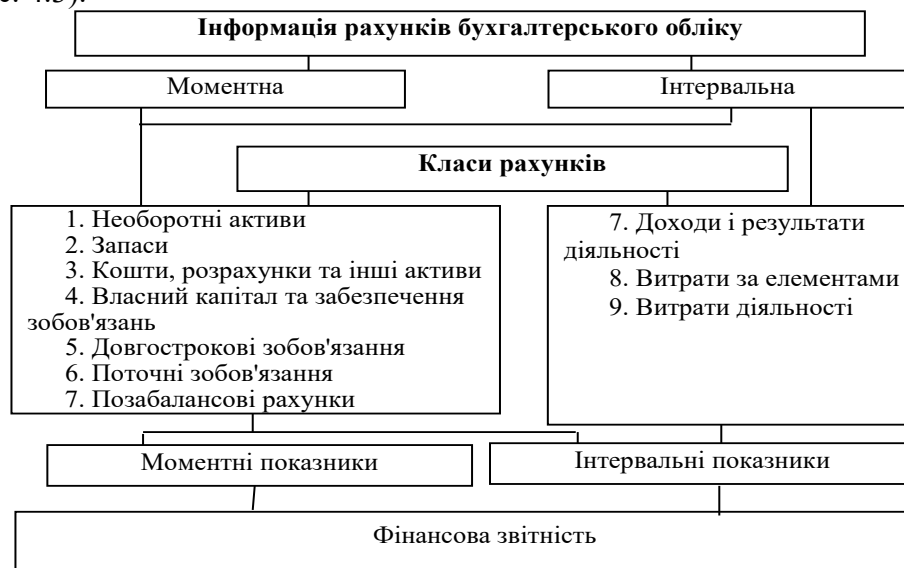 4.5).
Інформація рахунків бухгалтерського обліку
Моментна
Інтервальна
Класи рахунків
1. Необоротні активи
2. Запаси
3. Кошти, розрахунки та інші активи
4. Власний капітал та забезпечення
зобов'язань
5. Довгострокові зобов'язання
6. Поточні зобов'язання
7. Позабалансові рахунки
7. Доходи і результати
діяльності
8. Витрати за елементами
9. Витрати діяльності
Моментні показники
Інтервальні показники
Фінансова звітність